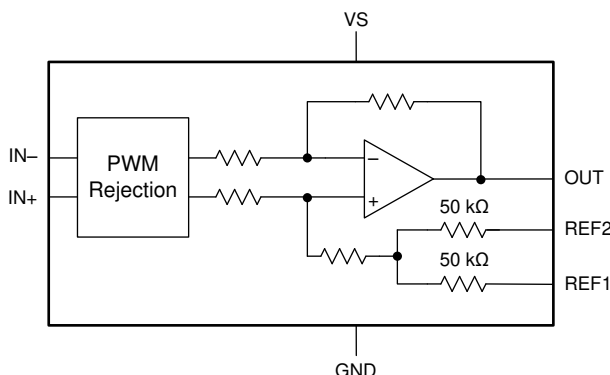 VS
IN−
IN+
PWM
Rejection
−
+
OUT
50 kΩ
REF2
50 kΩ
REF1
GND